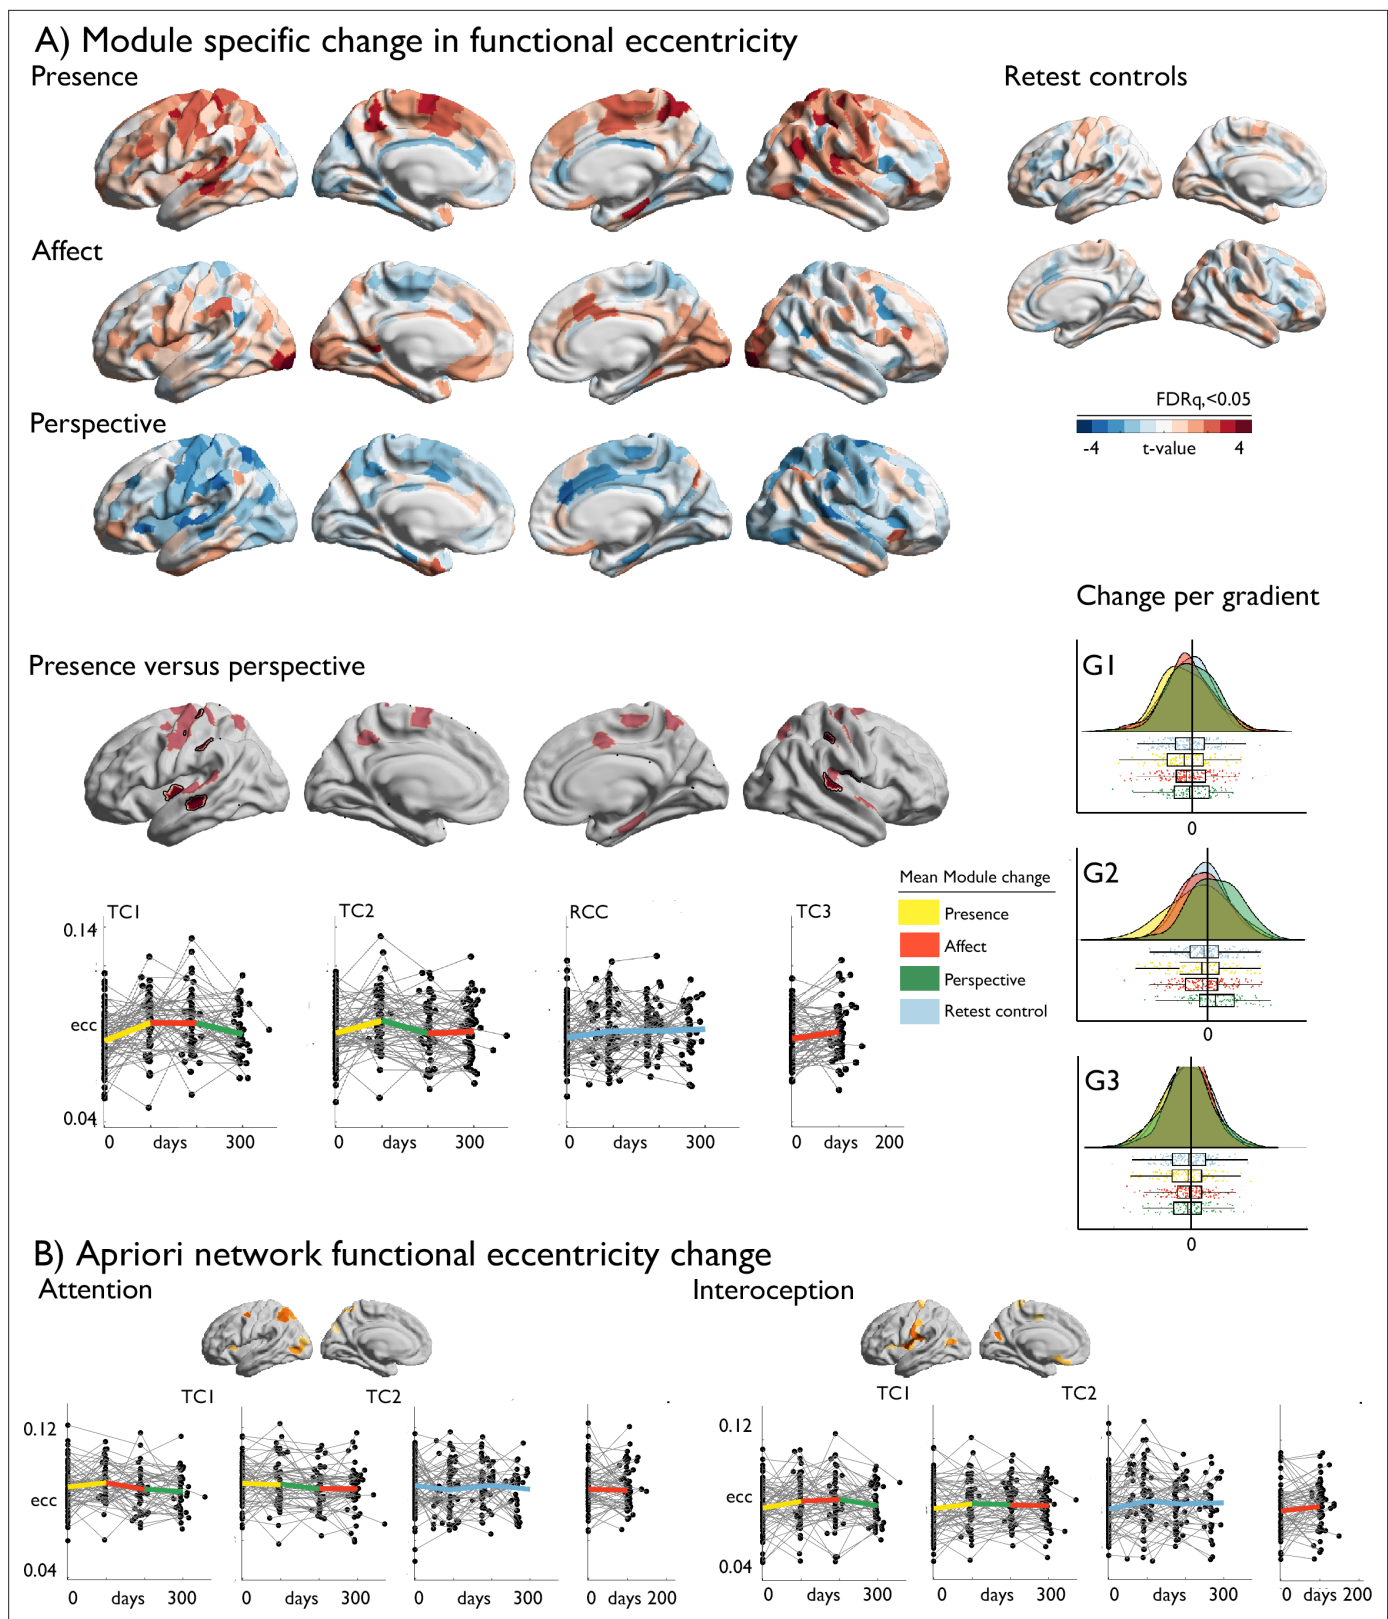 A) Module specific change in functional eccentricity
Presence
Retest controls
Affect
Perspective
FDRq,<0.05
-4 t-value 4
Change per gradient
Presence versus perspective
G1
0
G2
0
G3
0
Mean Module change
Presence
Affect
Perspective
Retest control
TC1 TC2 RCC TC3
0.14
ecc
0.04
0 days 300 0 days 300 0 days 300 0 days 200
B) Apriori network functional eccentricity change
Attention
Interoception
TC1 TC2
0.12
ecc
0.04
0 days 300 0 days 300 0 days 300 0 days 200
TC1 TC2
0.12
ecc
0.04
0 days 300 0 days 300 0 days 300 0 days 200